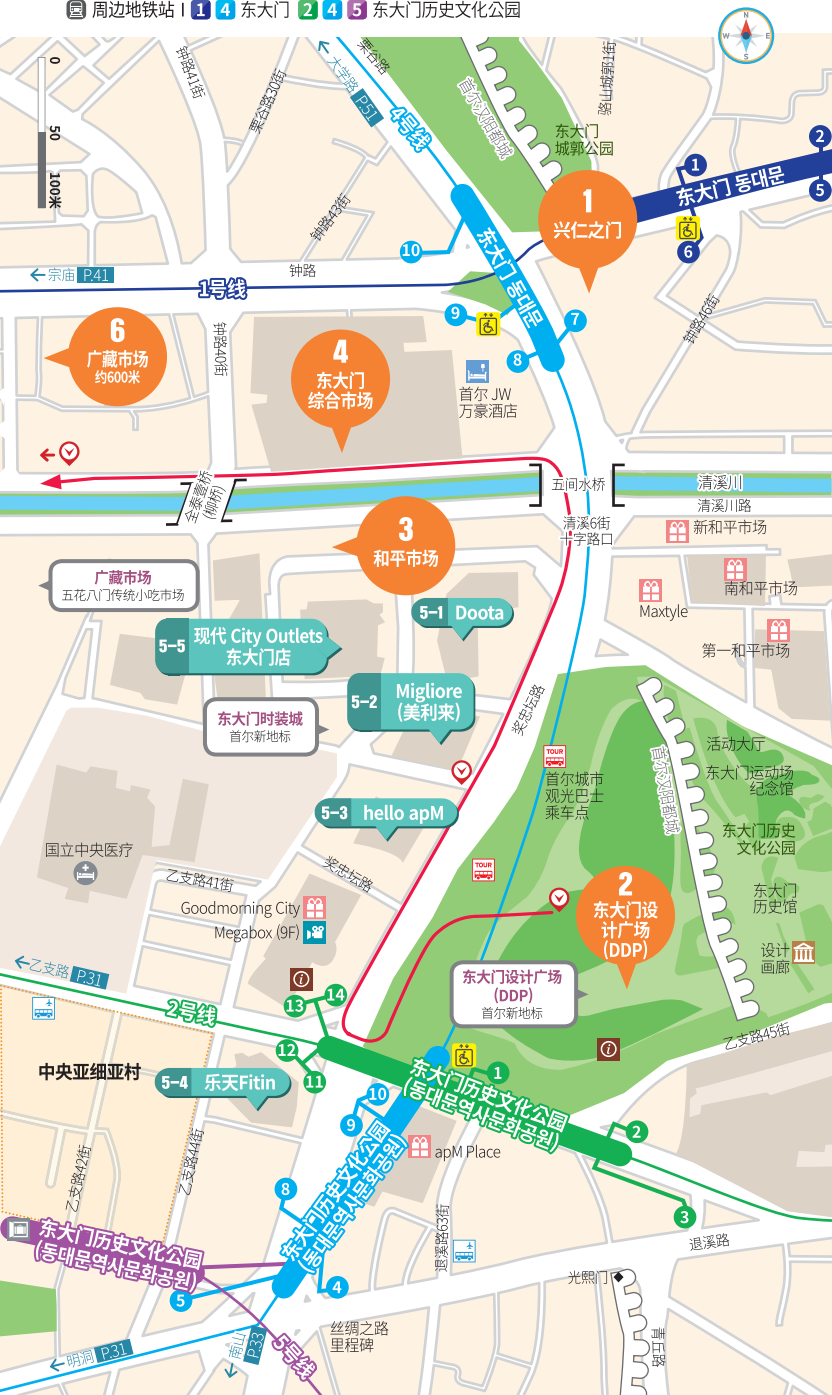 周边地铁站 | 1 4 东大门 2 4 5 东大门历史文化公园
N
W
E
S
0
50
100米
钟路41街
栗谷路30街
大学路 P.51
栗谷路
4号线
首尔汉阳都城
骆山城郭1街
东大门
城郭公园
1
兴仁之门
东大门 동대문
1
2
5
6
钟路43街
10
东大门 동대문
宗庙 P.41
钟路
1号线
9
7
8
钟路46街
6
广藏市场
约600米
钟路40街
4
东大门
综合市场
首尔 JW
万豪酒店
全泰壹桥
(柳桥)
五间水桥
清溪川
清溪川路
清溪6街
十字路口
新和平市场
3
和平市场
广藏市场
五花八门传统小吃市场
南和平市场
Maxtyle
第一和平市场
5-1 Doota
5-5 现代 City Outlets
东大门店
5-2 Migliore
(美利来)
东大门时装城
首尔新地标
奖忠坛路
TOUR
首尔城市
观光巴士
乘车点
首尔汉阳都城
活动大厅
东大门运动场
纪念馆
东大门历史
文化公园
5-3 hello apM
国立中央医疗
乙支路41街
奖忠坛路
TOUR
Goodmorning City
Megabox (9F)
2
东大门设
计广场
(DDP)
东大门
历史馆
设计
画廊
东大门设计广场
(DDP)
首尔新地标
乙支路 P.31
2号线
13
14
12
11
乙支路45街
中央亚细亚村
5-4 乐天Fitin
1
东大门历史文化公园
(동대문역사문화공원)
10
9
2
3
apM Place
东大门历史文化公园
(동대문역사문화공원)
8
4
乙支路42街
乙支路44街
东大门历史文化公园
(동대문역사문화공원)
5
退溪路63街
退溪路
光熙门
青丘路
丝绸之路
里程碑
明洞 P.31
南山 P.33
5号线